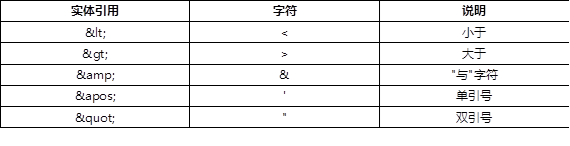 实体引用 字符 说明
&lt; < 小于
&gt; > 大于
&amp; & "与"字符
&apos; ' 单引号
&quot; " 双引号